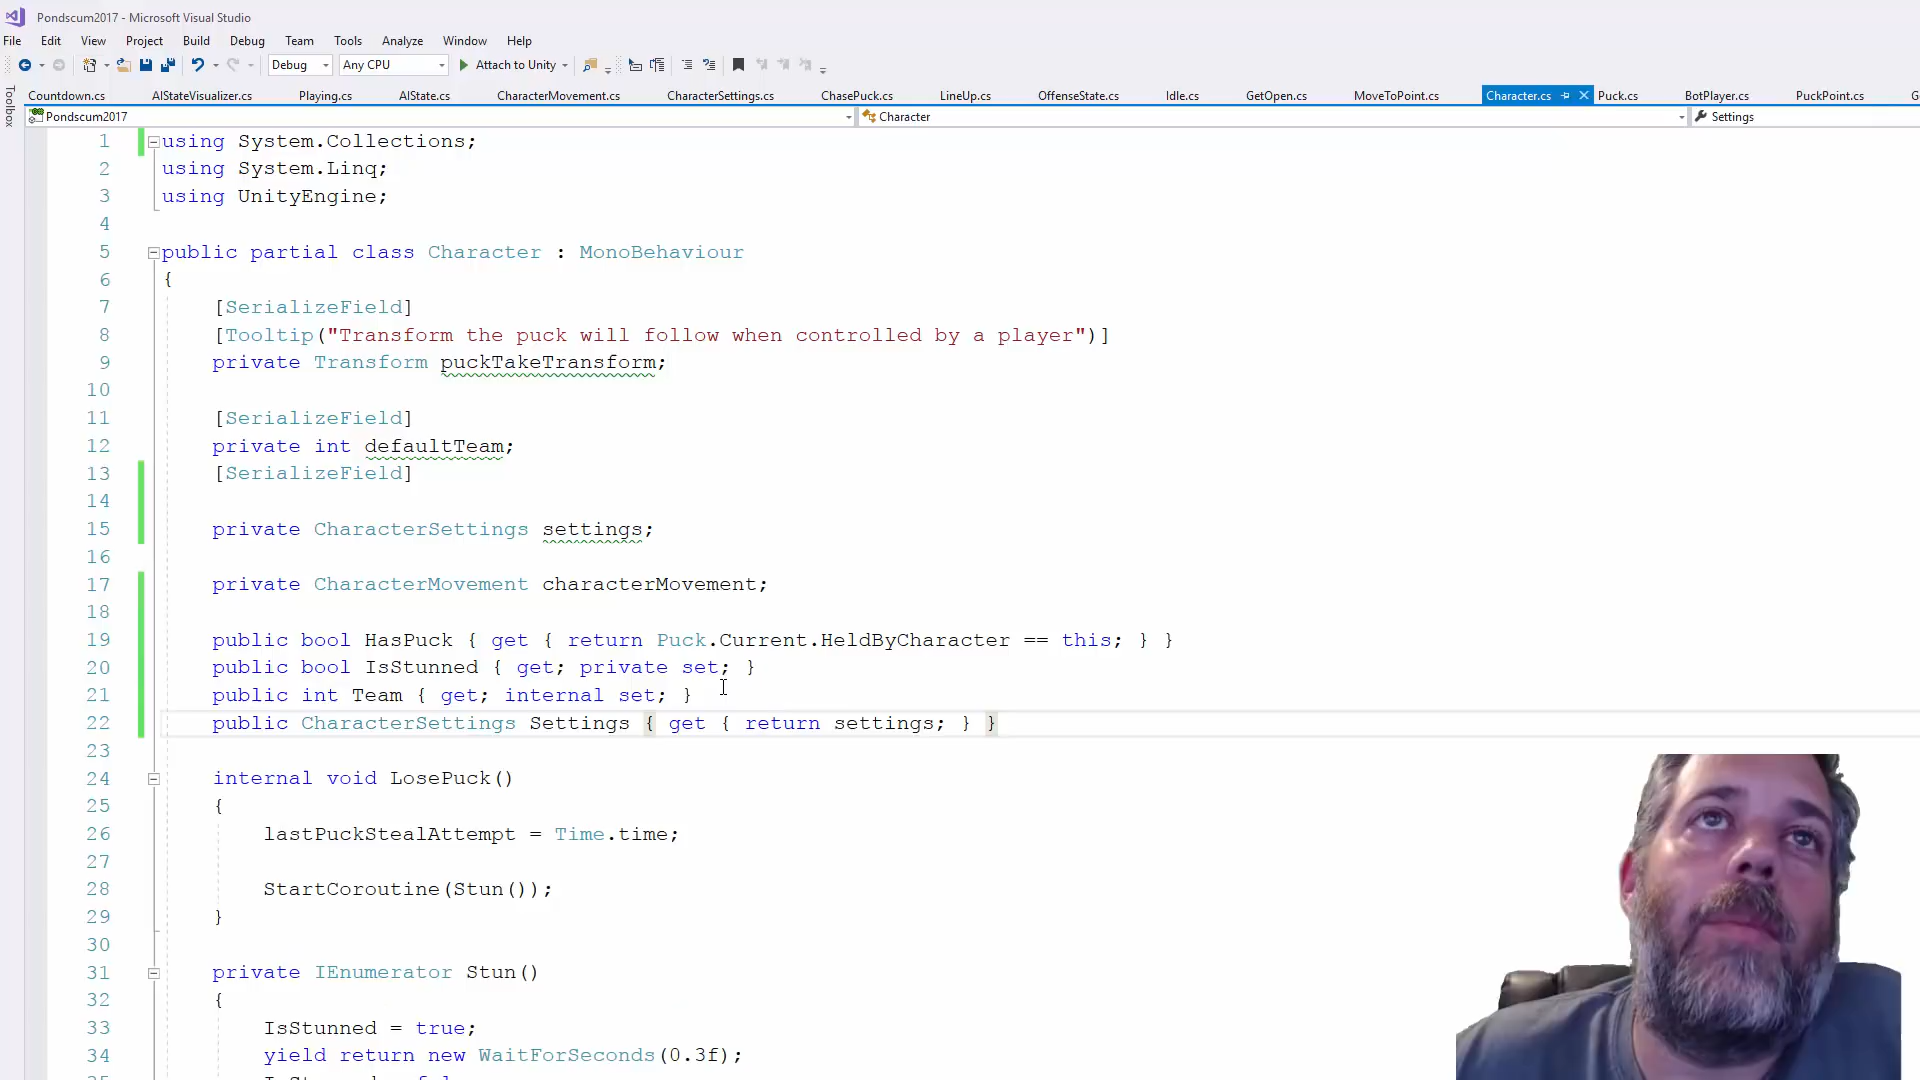 Pondscum2017 - Microsoft Visual Studio
File Edit View Project Build Debug Team Tools Analyze Window Help
Debug Any CPU Attach to Unity
Toolbox
Countdown.cs AIStateVisualizer.cs Playing.cs AIState.cs CharacterMovement.cs CharacterSettings.cs ChasePuck.cs LineUp.cs OffenseState.cs Idle.cs GetOpen.cs MoveToPoint.cs Character.cs Puck.cs BotPlayer.cs PuckPoint.cs
Pondscum2017 Character Settings
1 using System.Collections;
2 using System.Linq;
3 using UnityEngine;
4
5 public partial class Character : MonoBehaviour
6 {
7 [SerializeField]
8 [Tooltip("Transform the puck will follow when controlled by a player")]
9 private Transform puckTakeTransform;
10
11 [SerializeField]
12 private int defaultTeam;
13 [SerializeField]
14
15 private CharacterSettings settings;
16
17 private CharacterMovement characterMovement;
18
19 public bool HasPuck { get { return Puck.Current.HeldByCharacter == this; } }
20 public bool IsStunned { get; private set; }
21 public int Team { get; internal set; }
22 public CharacterSettings Settings { get { return settings; } }
23
24 internal void LosePuck()
25 {
26 lastPuckStealAttempt = Time.time;
27
28 StartCoroutine(Stun());
29 }
30
31 private IEnumerator Stun()
32 {
33 IsStunned = true;
34 yield return new WaitForSeconds(0.3f);